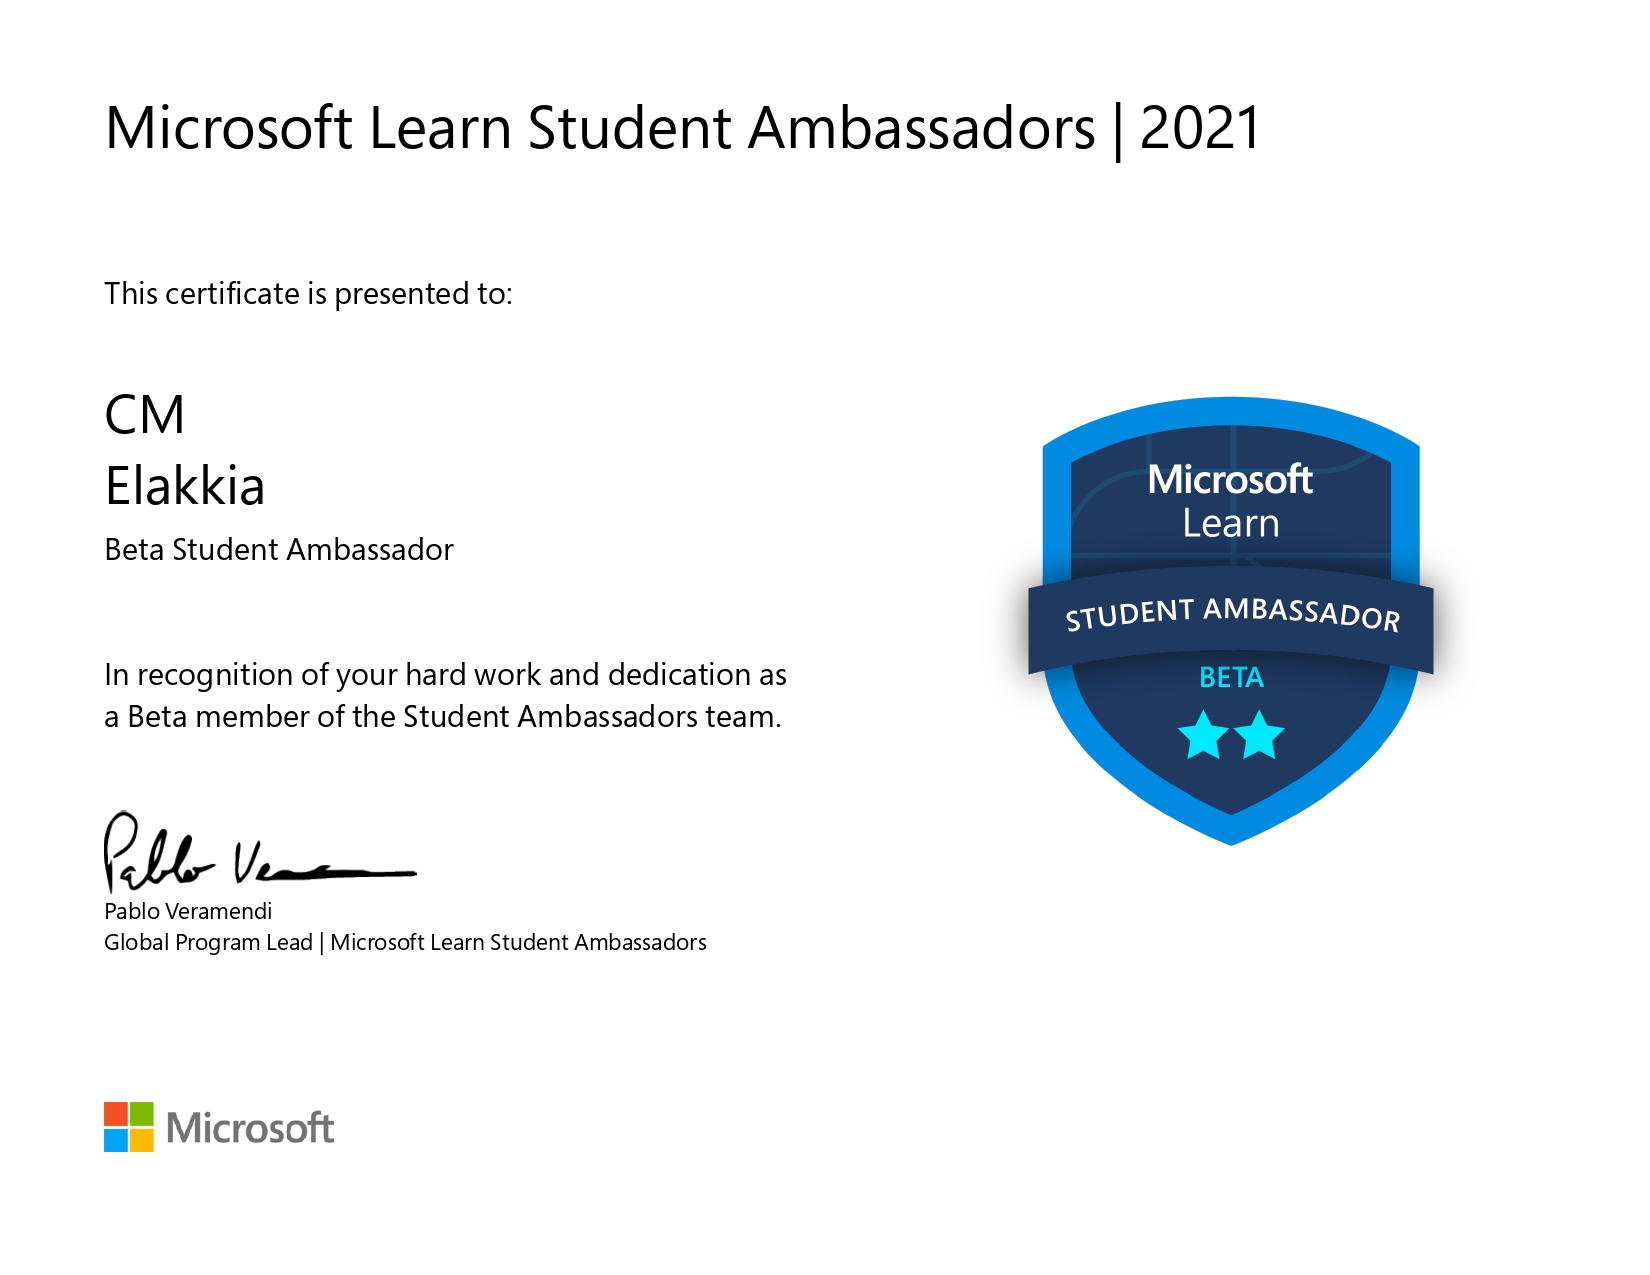 Microsoft Learn Student Ambassadors | 2021
This certificate is presented to:
CM
Elakkia
Beta Student Ambassador
In recognition of your hard work and dedication as
a Beta member of the Student Ambassadors team.
Pablo Veramendi
Global Program Lead | Microsoft Learn Student Ambassadors
Microsoft
Learn
STUDENT AMBASSADOR
BETA
Microsoft